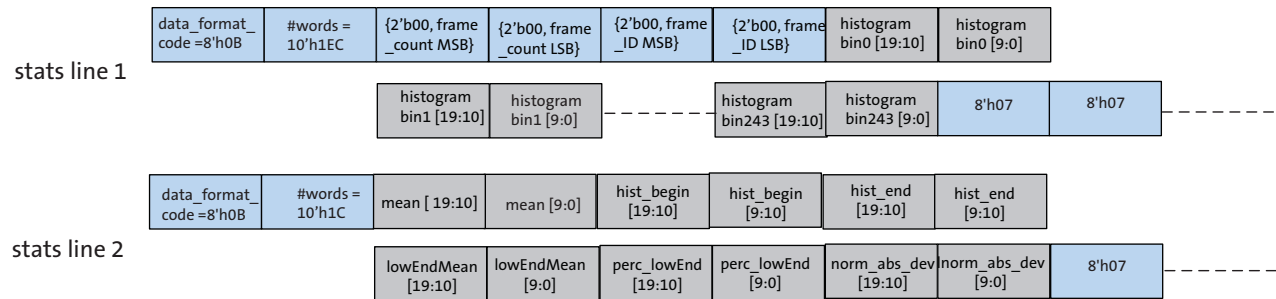 stats line 1
data_format_
code =8'h0B
#words =
10'h1EC
{2'b00, frame
_count MSB}
{2'b00, frame
_count LSB}
{2'b00, frame
_ID MSB}
{2'b00, frame
_ID LSB}
histogram
bin0 [19:10]
histogram
bin0 [9:0]
histogram
bin1 [19:10]
histogram
bin1 [9:0]
histogram
bin243 [19:10]
histogram
bin243 [9:0]
8'h07
8'h07
stats line 2
data_format_
code =8'h0B
#words =
10'h1C
mean [ 19:10]
mean [9:0]
hist_begin
[19:10]
hist_begin
[9:10]
hist_end
[19:10]
hist_end
[9:10]
lowEndMean
[19:10]
lowEndMean
[9:0]
perc_lowEnd
[19:10]
perc_lowEnd
[9:0]
norm_abs_dev
[19:10]
lnorm_abs_dev
[9:0]
8'h07